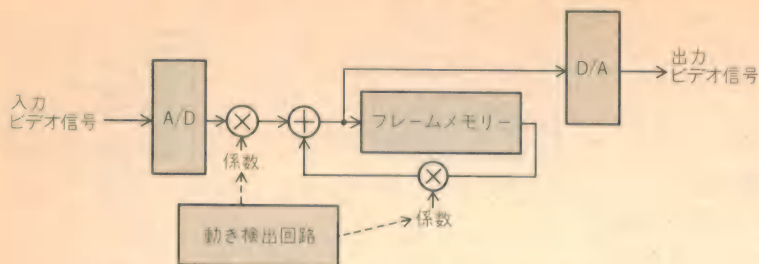 入力
ビデオ信号
A/D
係数
フレームメモリー
係数
動き検出回路
D/A
出力
ビデオ信号